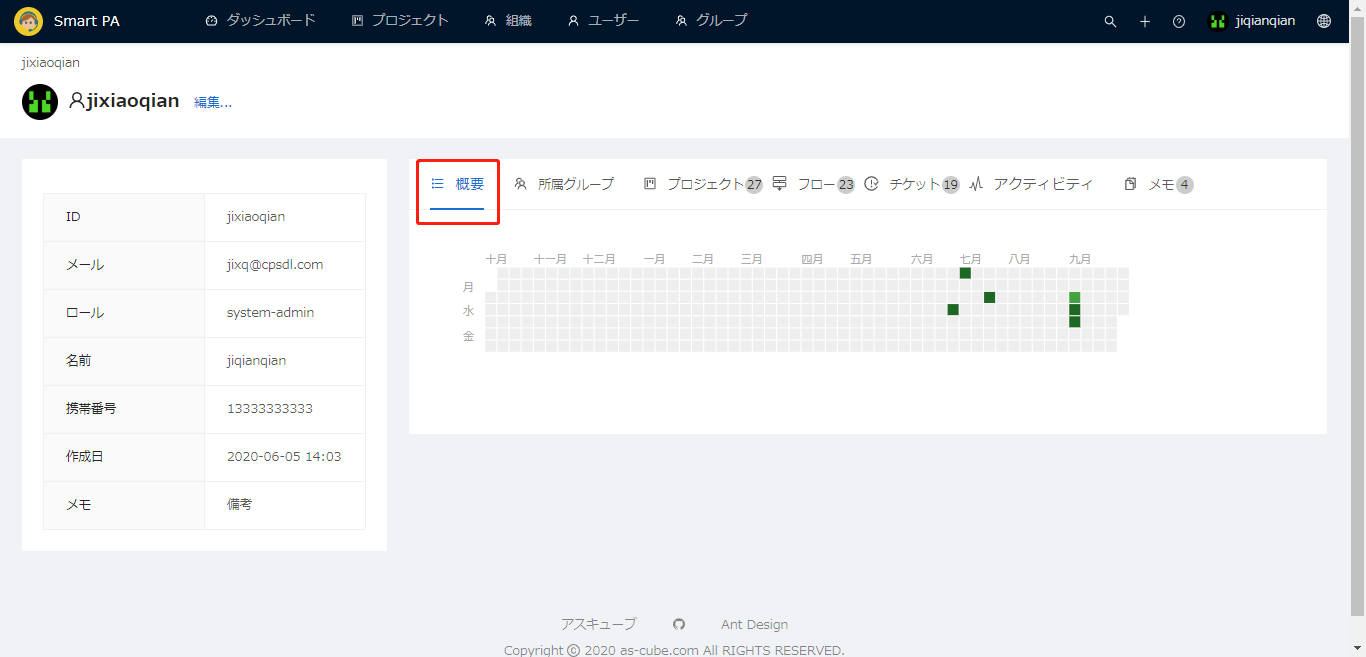 Smart PA ダッシュボード プロジェクト 組織 ユーザー グループ jiqianqian
jixiaoqian
jixiaoqian 編集...
ID jixiaoqian
メール jixq@cpsdl.com
ロール system-admin
名前 jiqianqian
携帯番号 13333333333
作成日 2020-06-05 14:03
メモ 備考
概要 所属グループ プロジェクト 27 フロー 23 チケット 19 アクティビティ メモ 4
十月 十一月 十二月 一月 二月 三月 四月 五月 六月 七月 八月 九月
月
水
金
アスキューブ Ant Design
Copyright © 2020 as-cube.com All RIGHTS RESERVED.